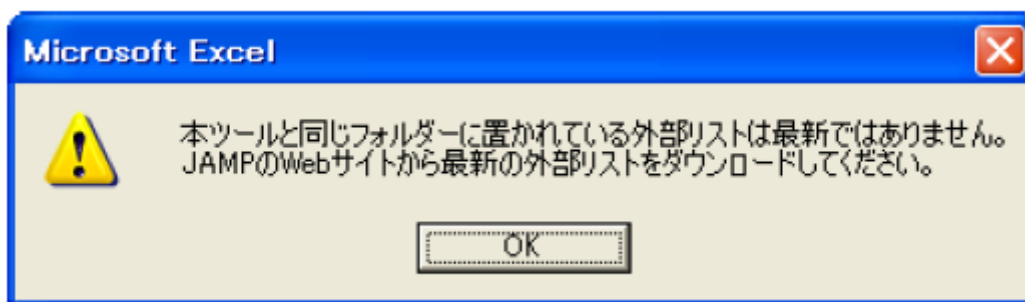 Microsoft Excel
本ツールと同じフォルダーに置かれている外部リストは最新ではありません。
JAMPのWebサイトから最新の外部リストをダウンロードしてください。
OK